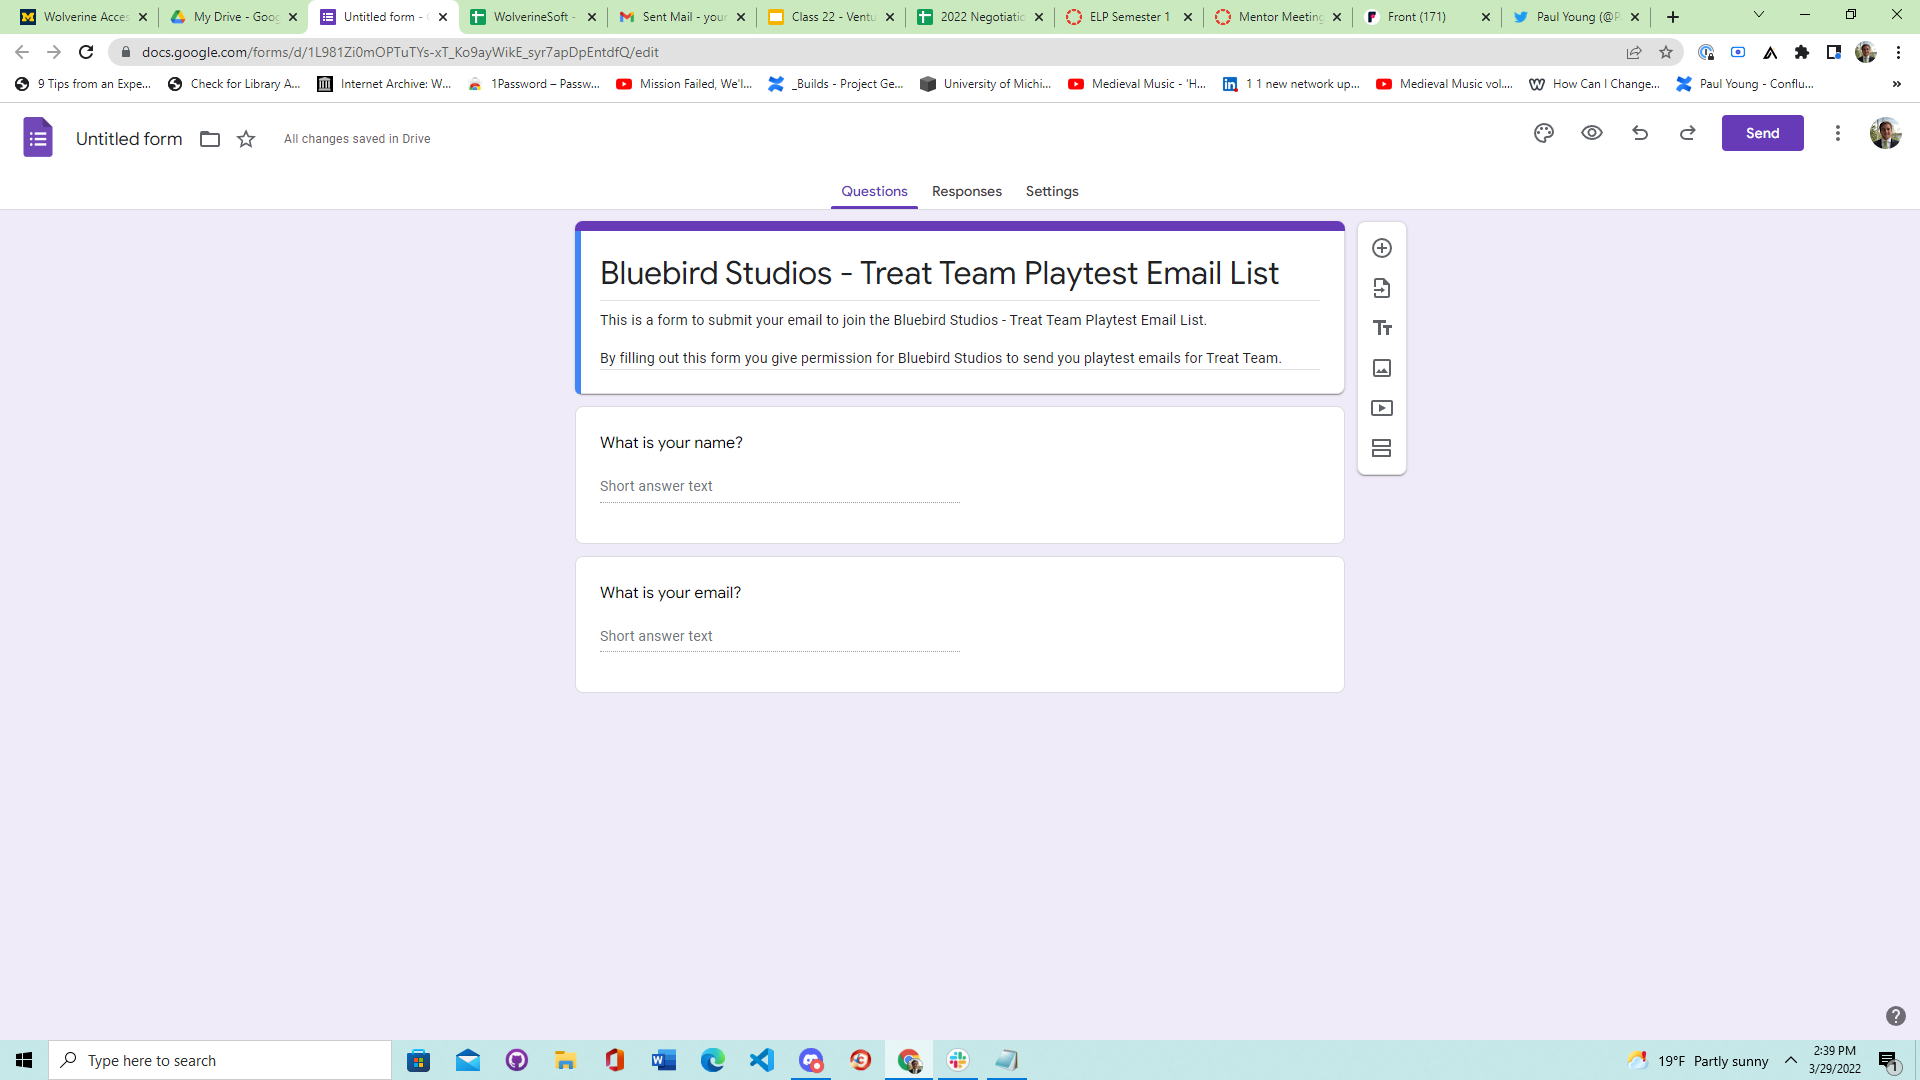 Wolverine Acces
My Drive - Goog
Untitled form -
WolverineSoft -
Sent Mail - your
Class 22 - Ventu
2022 Negotiatio
ELP Semester 1
Mentor Meeting
Front (171)
Paul Young (@P
docs.google.com/forms/d/1L981Zi0mOPTuTYs-xT_Ko9ayWikE_syr7apDpEntdfQ/edit
9 Tips from an Expe...
Check for Library A...
Internet Archive: W...
1Password – Passw...
Mission Failed, We'l...
_Builds - Project Ge...
University of Michi...
Medieval Music - 'H...
1 1 new network up...
Medieval Music vol....
How Can I Change...
Paul Young - Conflu...
»
Untitled form
All changes saved in Drive
Send
Questions
Responses
Settings
Bluebird Studios - Treat Team Playtest Email List
This is a form to submit your email to join the Bluebird Studios - Treat Team Playtest Email List.
By filling out this form you give permission for Bluebird Studios to send you playtest emails for Treat Team.
What is your name?
Short answer text
What is your email?
Short answer text
Type here to search
19°F Partly sunny
2:39 PM
3/29/2022
1